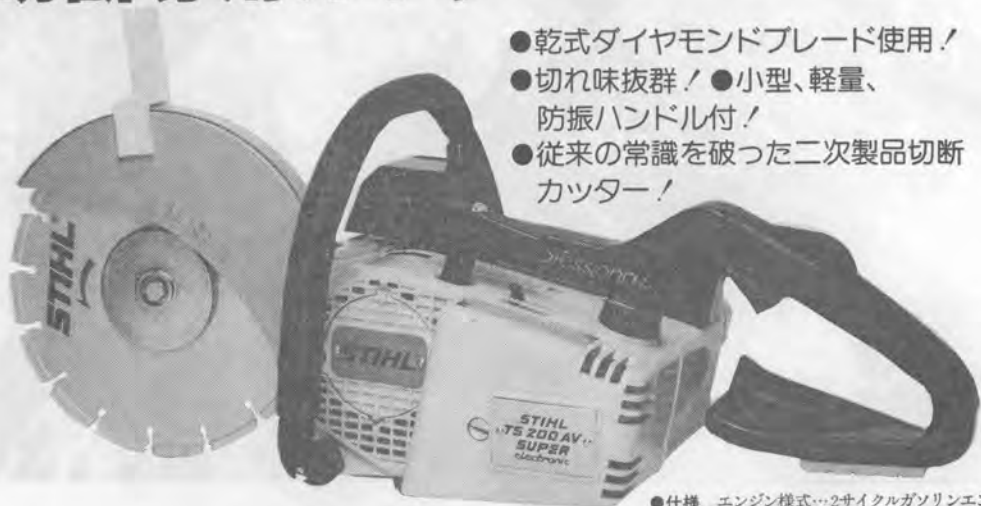 ●乾式ダイヤモンドブレード使用！
●切れ味抜群！●小型、軽量、
防振ハンドル付！
●従来の常識を破った二次製品切断
カッター！
STIHL
STIHL
STIHL
TS 200 AV
SUPER
electronic
●仕様 エンジン様式…2サイクルガソリンエン